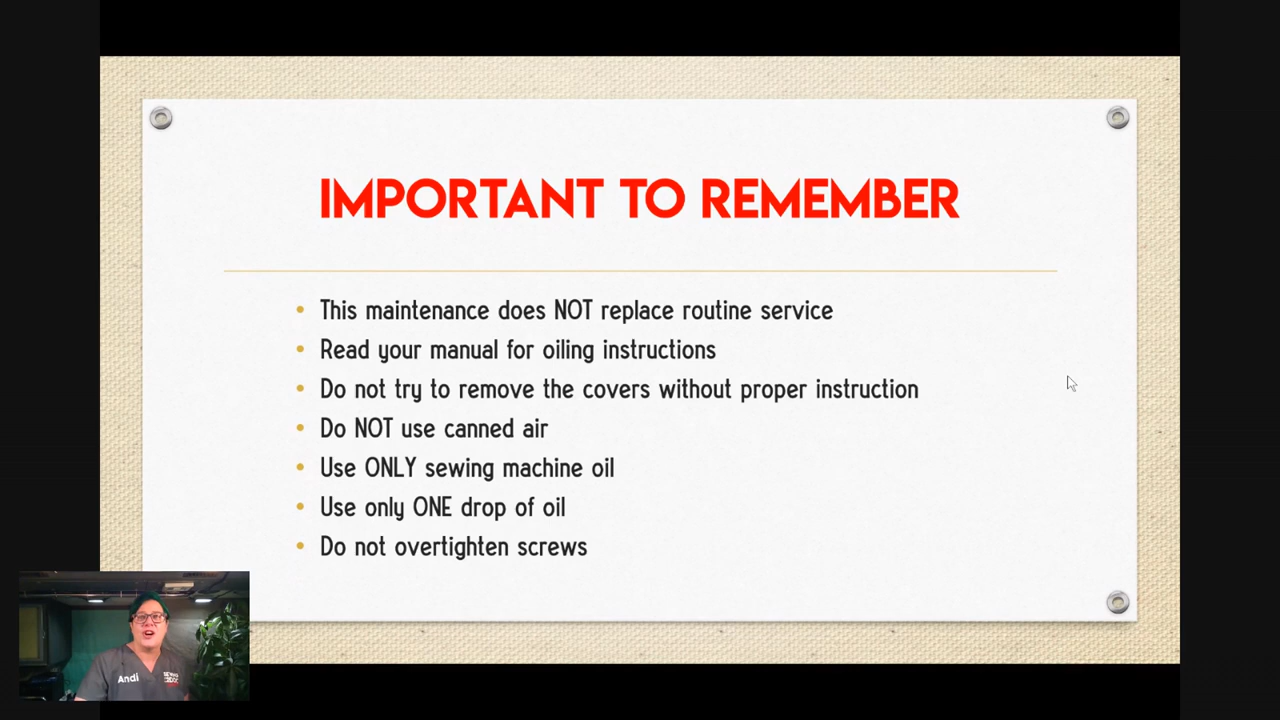 IMPORTANT TO REMEMBER
This maintenance does NOT replace routine service
Read your manual for oiling instructions
Do not try to remove the covers without proper instruction
Do NOT use canned air
Use ONLY sewing machine oil
Use only ONE drop of oil
Do not overtighten screws
Andi